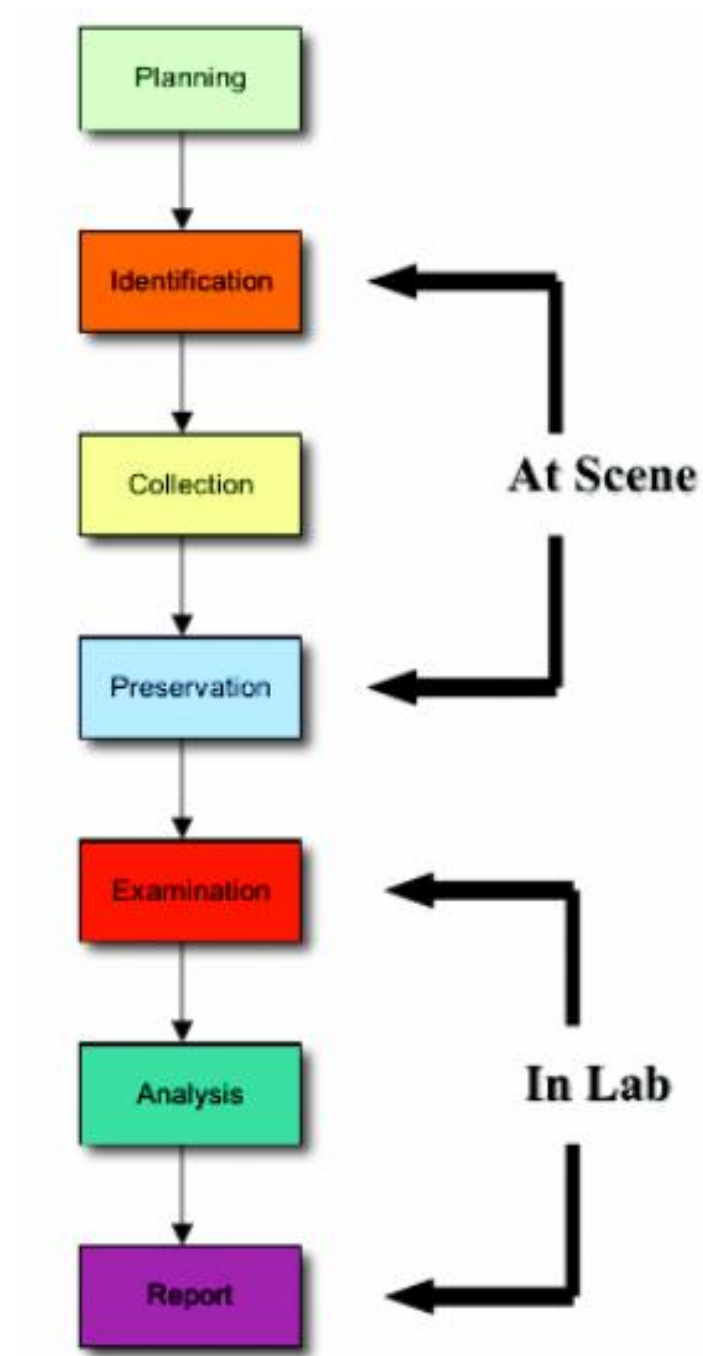 Planning
Identification
Collection
At Scene
Preservation
Examination
Analysis
In Lab
Report